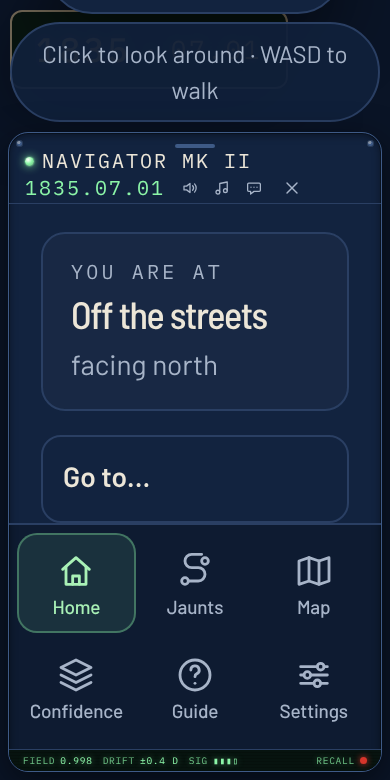 Click to look around · WASD to
walk
NAVIGATOR MK II
1835.07.01
YOU ARE AT
Off the streets
facing north
Go to...
Home
Jaunts
Map
Confidence
Guide
Settings
FIELD 0.998 DRIFT ±0.4 D SIG RECALL